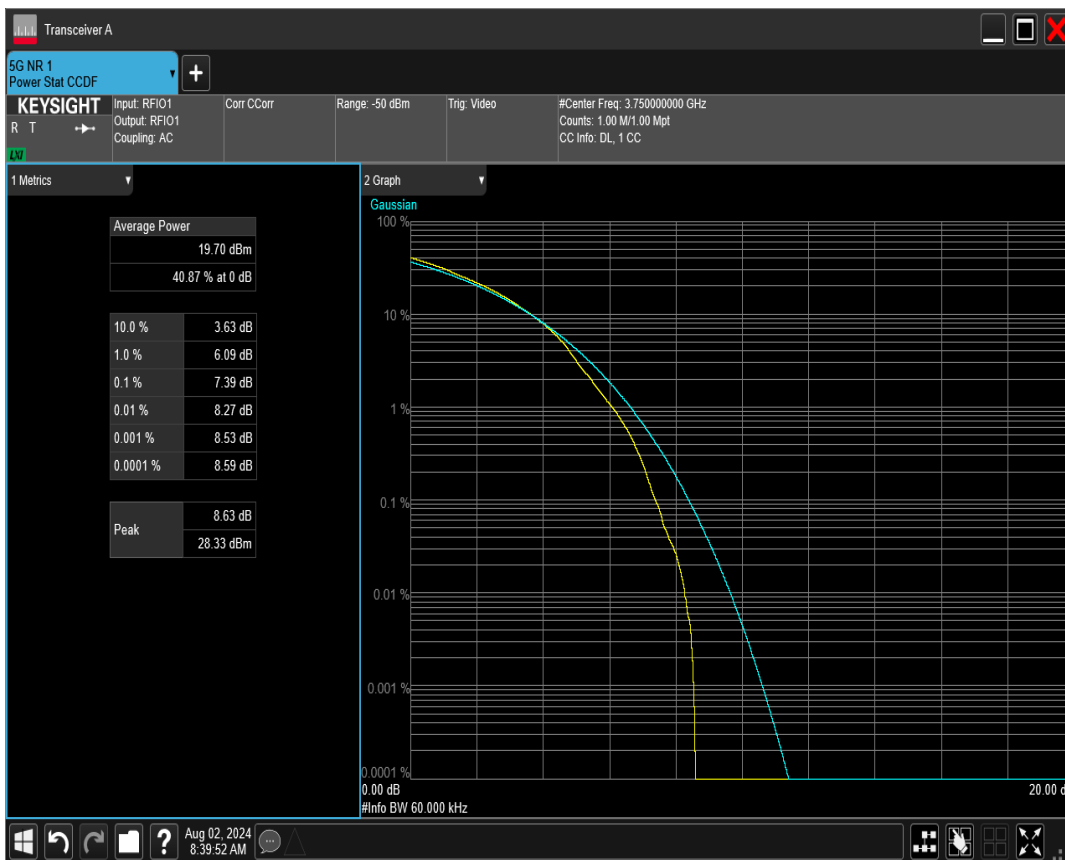 Transceiver A
5G NR 1
Power Stat CCDF
KEYSIGHT
R T
LXI
Input: RFIO1
Output: RFIO1
Coupling: AC
Corr CCorr
Range: -50 dBm
Trig: Video
#Center Freq: 3.750000000 GHz
Counts: 1.00 M/1.00 Mpt
CC Info: DL, 1 CC
1 Metrics
Average Power
19.70 dBm
40.87 % at 0 dB
10.0 % 3.63 dB
1.0 % 6.09 dB
0.1 % 7.39 dB
0.01 % 8.27 dB
0.001 % 8.53 dB
0.0001 % 8.59 dB
Peak 8.63 dB
28.33 dBm
2 Graph
Gaussian
100 %
10 %
1 %
0.1 %
0.01 %
0.001 %
0.0001 %
0.00 dB 20.00 d
#Info BW 60.000 kHz
?
Aug 02, 2024
8:39:52 AM